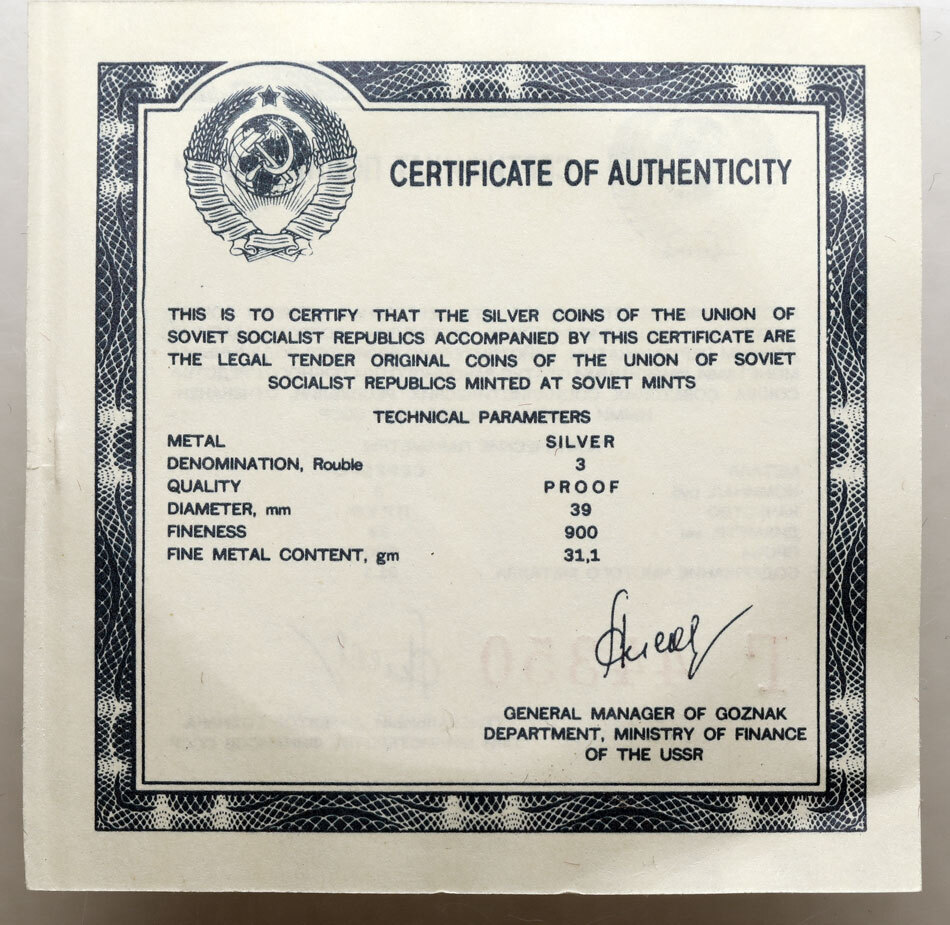 CERTIFICATE OF AUTHENTICITY
THIS IS TO CERTIFY THAT THE SILVER COINS OF THE UNION OF
SOVIET SOCIALIST REPUBLICS ACCOMPANIED BY THIS CERTIFICATE ARE
THE LEGAL TENDER ORIGINAL COINS OF THE UNION OF SOVIET
SOCIALIST REPUBLICS MINTED AT SOVIET MINTS
TECHNICAL PARAMETERS
METAL SILVER
DENOMINATION, Rouble 3
QUALITY PROOF
DIAMETER, mm 39
FINENESS 900
FINE METAL CONTENT, gm 31,1
GENERAL MANAGER OF GOZNAK
DEPARTMENT, MINISTRY OF FINANCE
OF THE USSR